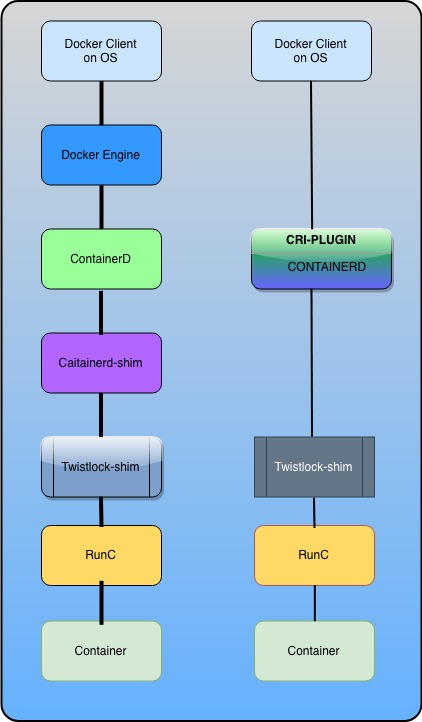 Docker Client
on OS
Docker Engine
ContainerD
Caitainerd-shim
Twistlock-shim
RunC
Container
Docker Client
on OS
CRI-PLUGIN
CONTAINERD
Twistlock-shim
RunC
Container